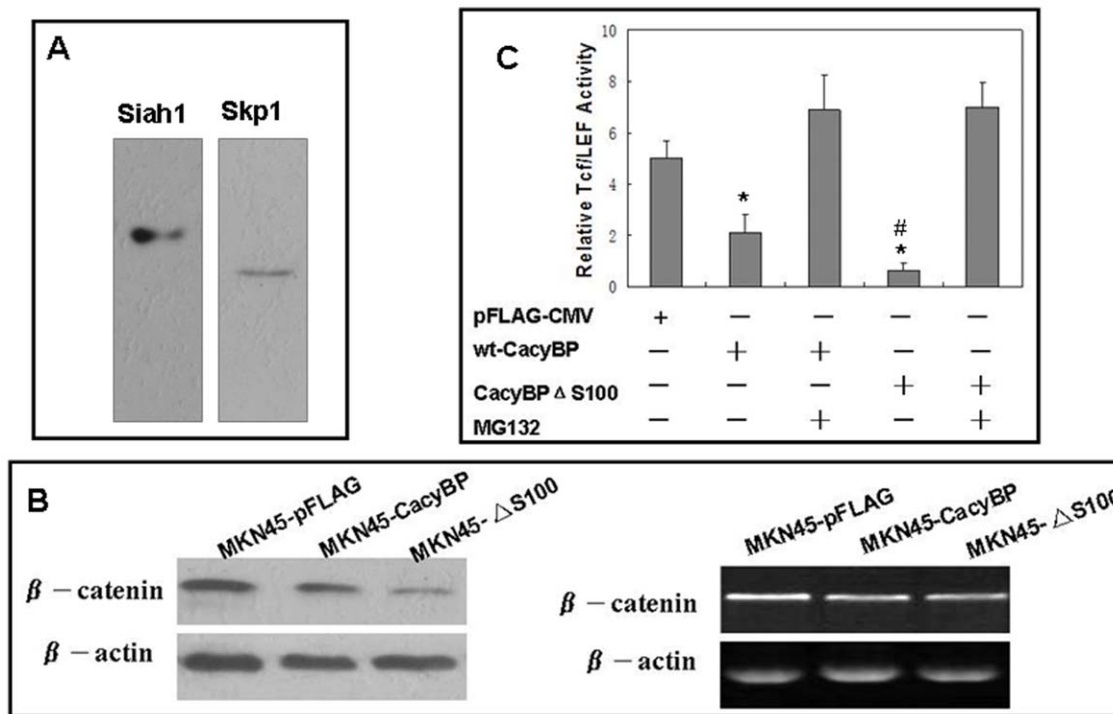 A
Siah1 Skp1
C
Relative Tcf/LEF Activity
10
8
6
4
2
0
*
#
*
pFLAG-CMV + — — — —
wt-CacyBP — + + — —
CacyBP△S100 — — — + +
MG132 — — + — +
B
MKN45-pFLAG MKN45-CacyBP MKN45-△S100
β－catenin
β－actin
MKN45-pFLAG MKN45-CacyBP MKN45-△S100
β－catenin
β－actin